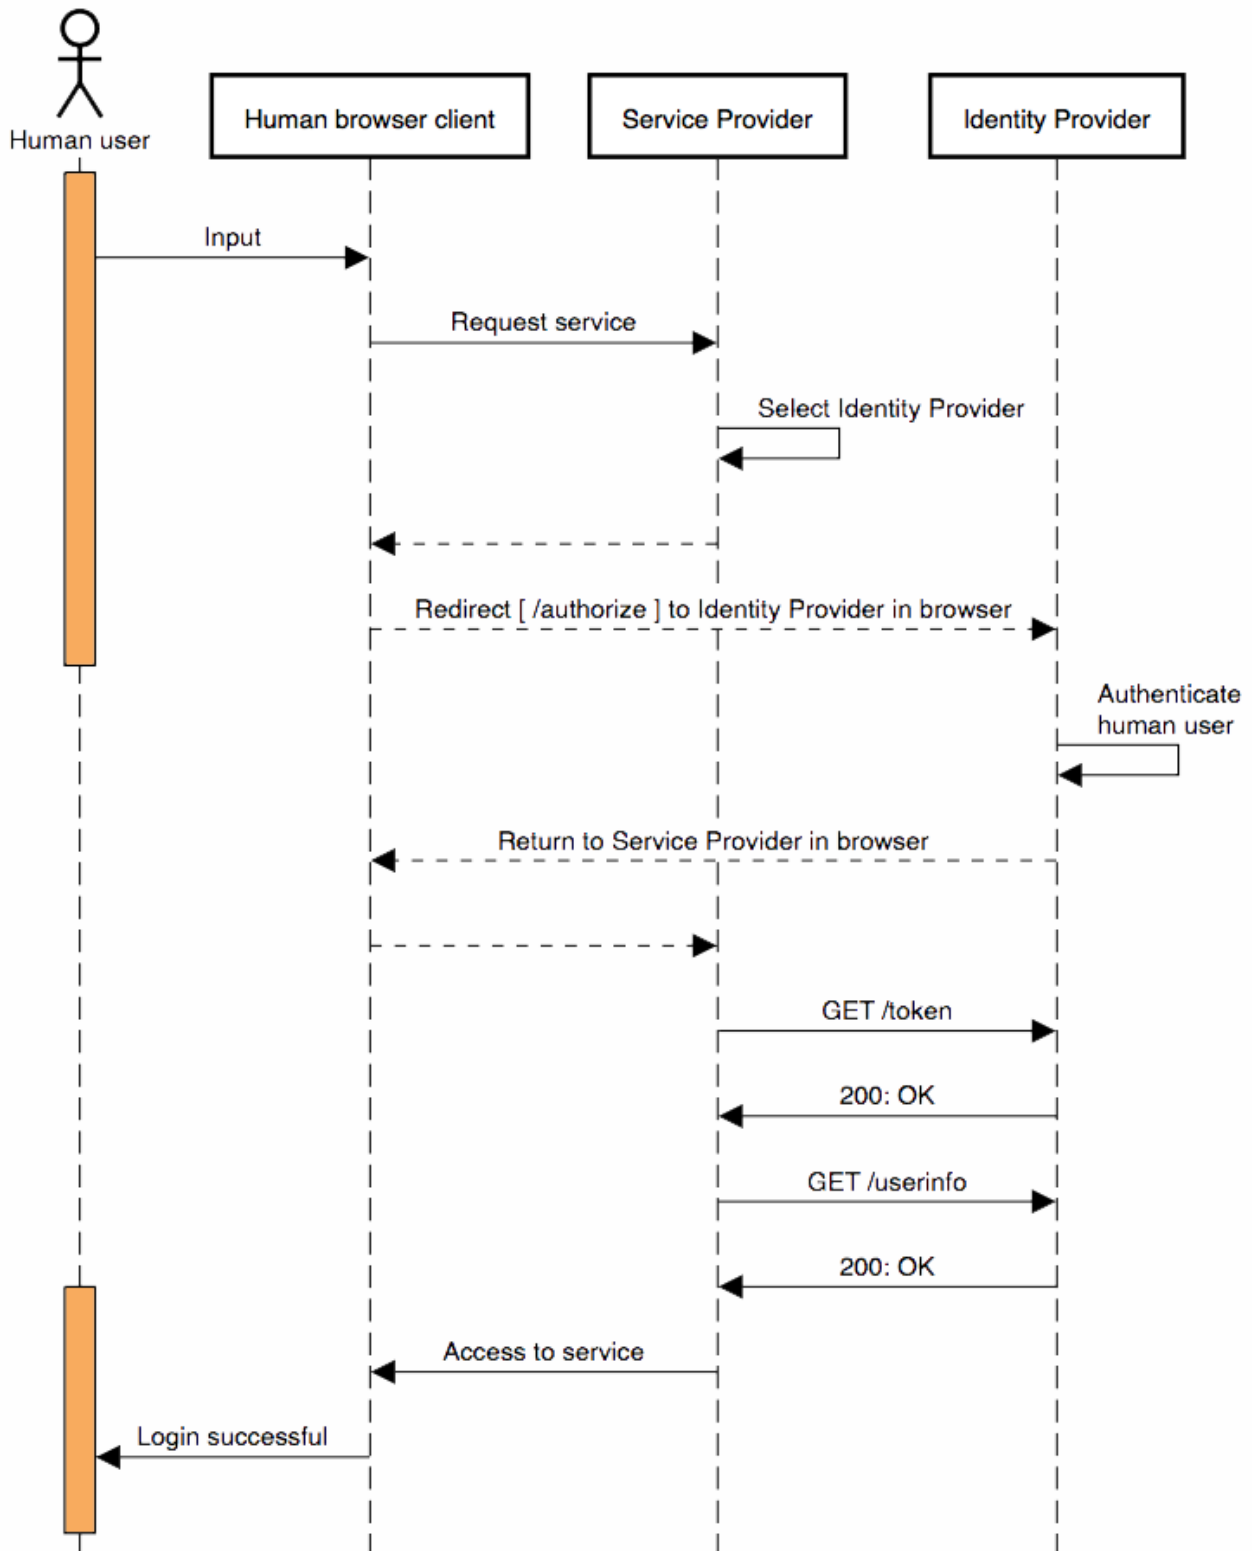 Human user
Human browser client
Service Provider
Identity Provider
Input
Request service
Select Identity Provider
Redirect [ /authorize ] to Identity Provider in browser
Authenticate
human user
Return to Service Provider in browser
GET /token
200: OK
GET /userinfo
200: OK
Access to service
Login successful